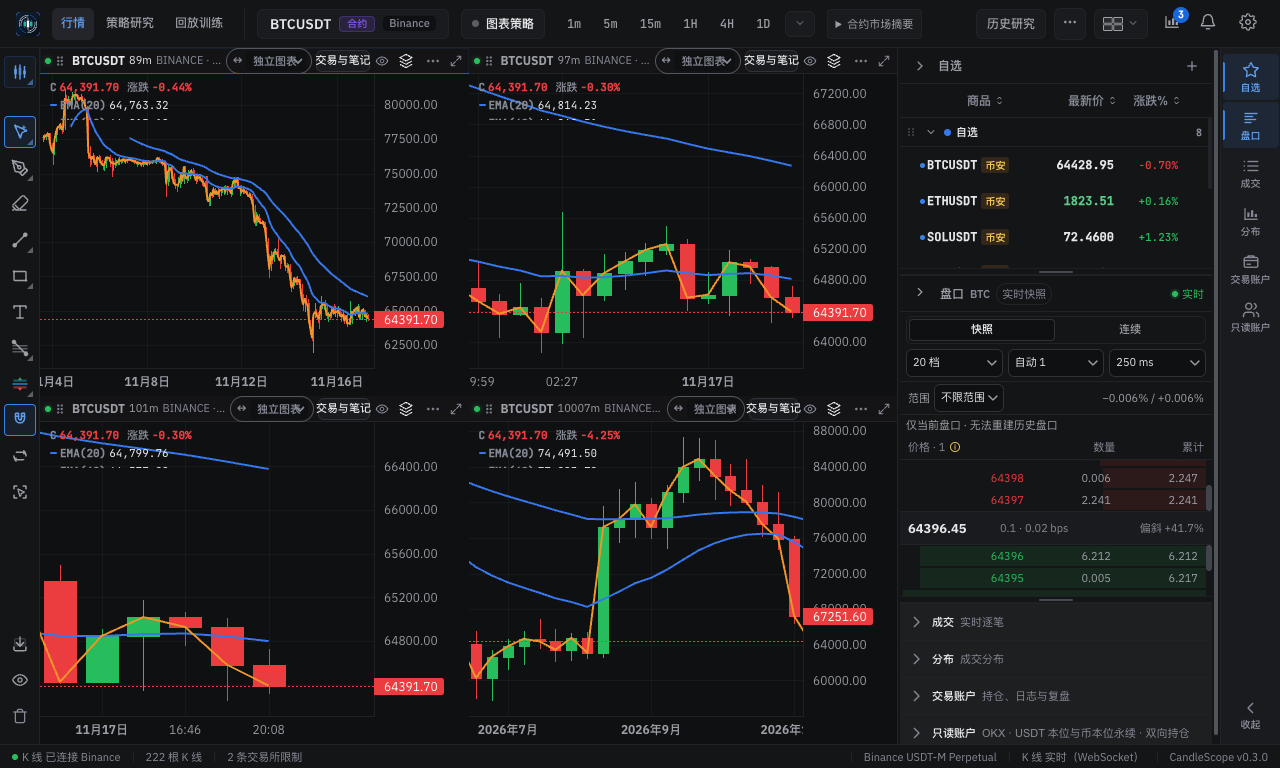 行情 策略研究 回放训练 BTCUSDT 合约 Binance 图表策略 1m 5m 15m 1H 4H 1D 合约市场摘要 历史研究 3
BTCUSDT 89m BINANCE · ... 独立图表 交易与笔记
C 64,391.70 涨跌 -0.44%
EMA(20) 64,763.32
80000.00
77500.00
75000.00
72500.00
70000.00
67500.00
65000.00
64391.70
62500.00
1月4日 11月8日 11月12日 11月16日
BTCUSDT 97m BINANCE · ... 独立图表 交易与笔记
C 64,391.70 涨跌 -0.30%
EMA(20) 64,814.23
67200.00
66800.00
66400.00
66000.00
65600.00
65200.00
64800.00
64391.70
64000.00
9:59 02:27 11月17日
BTCUSDT 101m BINANCE ·... 独立图表 交易与笔记
C 64,391.70 涨跌 -0.30%
EMA(20) 64,799.76
66400.00
66000.00
65600.00
65200.00
64800.00
64391.70
11月17日 16:46 20:08
BTCUSDT 10007m BINANCE... 独立图表 交易与笔记
C 64,391.70 涨跌 -4.25%
EMA(20) 74,491.50
88000.00
84000.00
80000.00
76000.00
72000.00
68000.00
67251.60
64000.00
60000.00
2026年7月 2026年9月 2026年
自选
商品 最新价 涨跌%
自选 8
BTCUSDT 币安 64428.95 -0.70%
ETHUSDT 币安 1823.51 +0.16%
SOLUSDT 币安 72.4600 +1.23%
盘口 BTC 实时快照 实时
快照 连续
20 档 自动 1 250 ms
范围 不限范围 −0.006% / +0.006%
仅当前盘口 · 无法重建历史盘口
价格 · 1 数量 累计
64398 0.006 2.247
64397 2.241 2.241
64396.45 0.1 · 0.02 bps 偏斜 +41.7%
64396 6.212 6.212
64395 0.005 6.217
成交 实时逐笔
分布 成交分布
交易账户 持仓、日志与复盘
只读账户 OKX · USDT 本位与币本位永续 · 双向持仓
自选
盘口
成交
分布
交易账户
只读账户
收起
K 线 已连接 Binance 222 根 K 线 2 条交易所限制 Binance USDT-M Perpetual K 线 实时（WebSocket） CandleScope v0.3.0